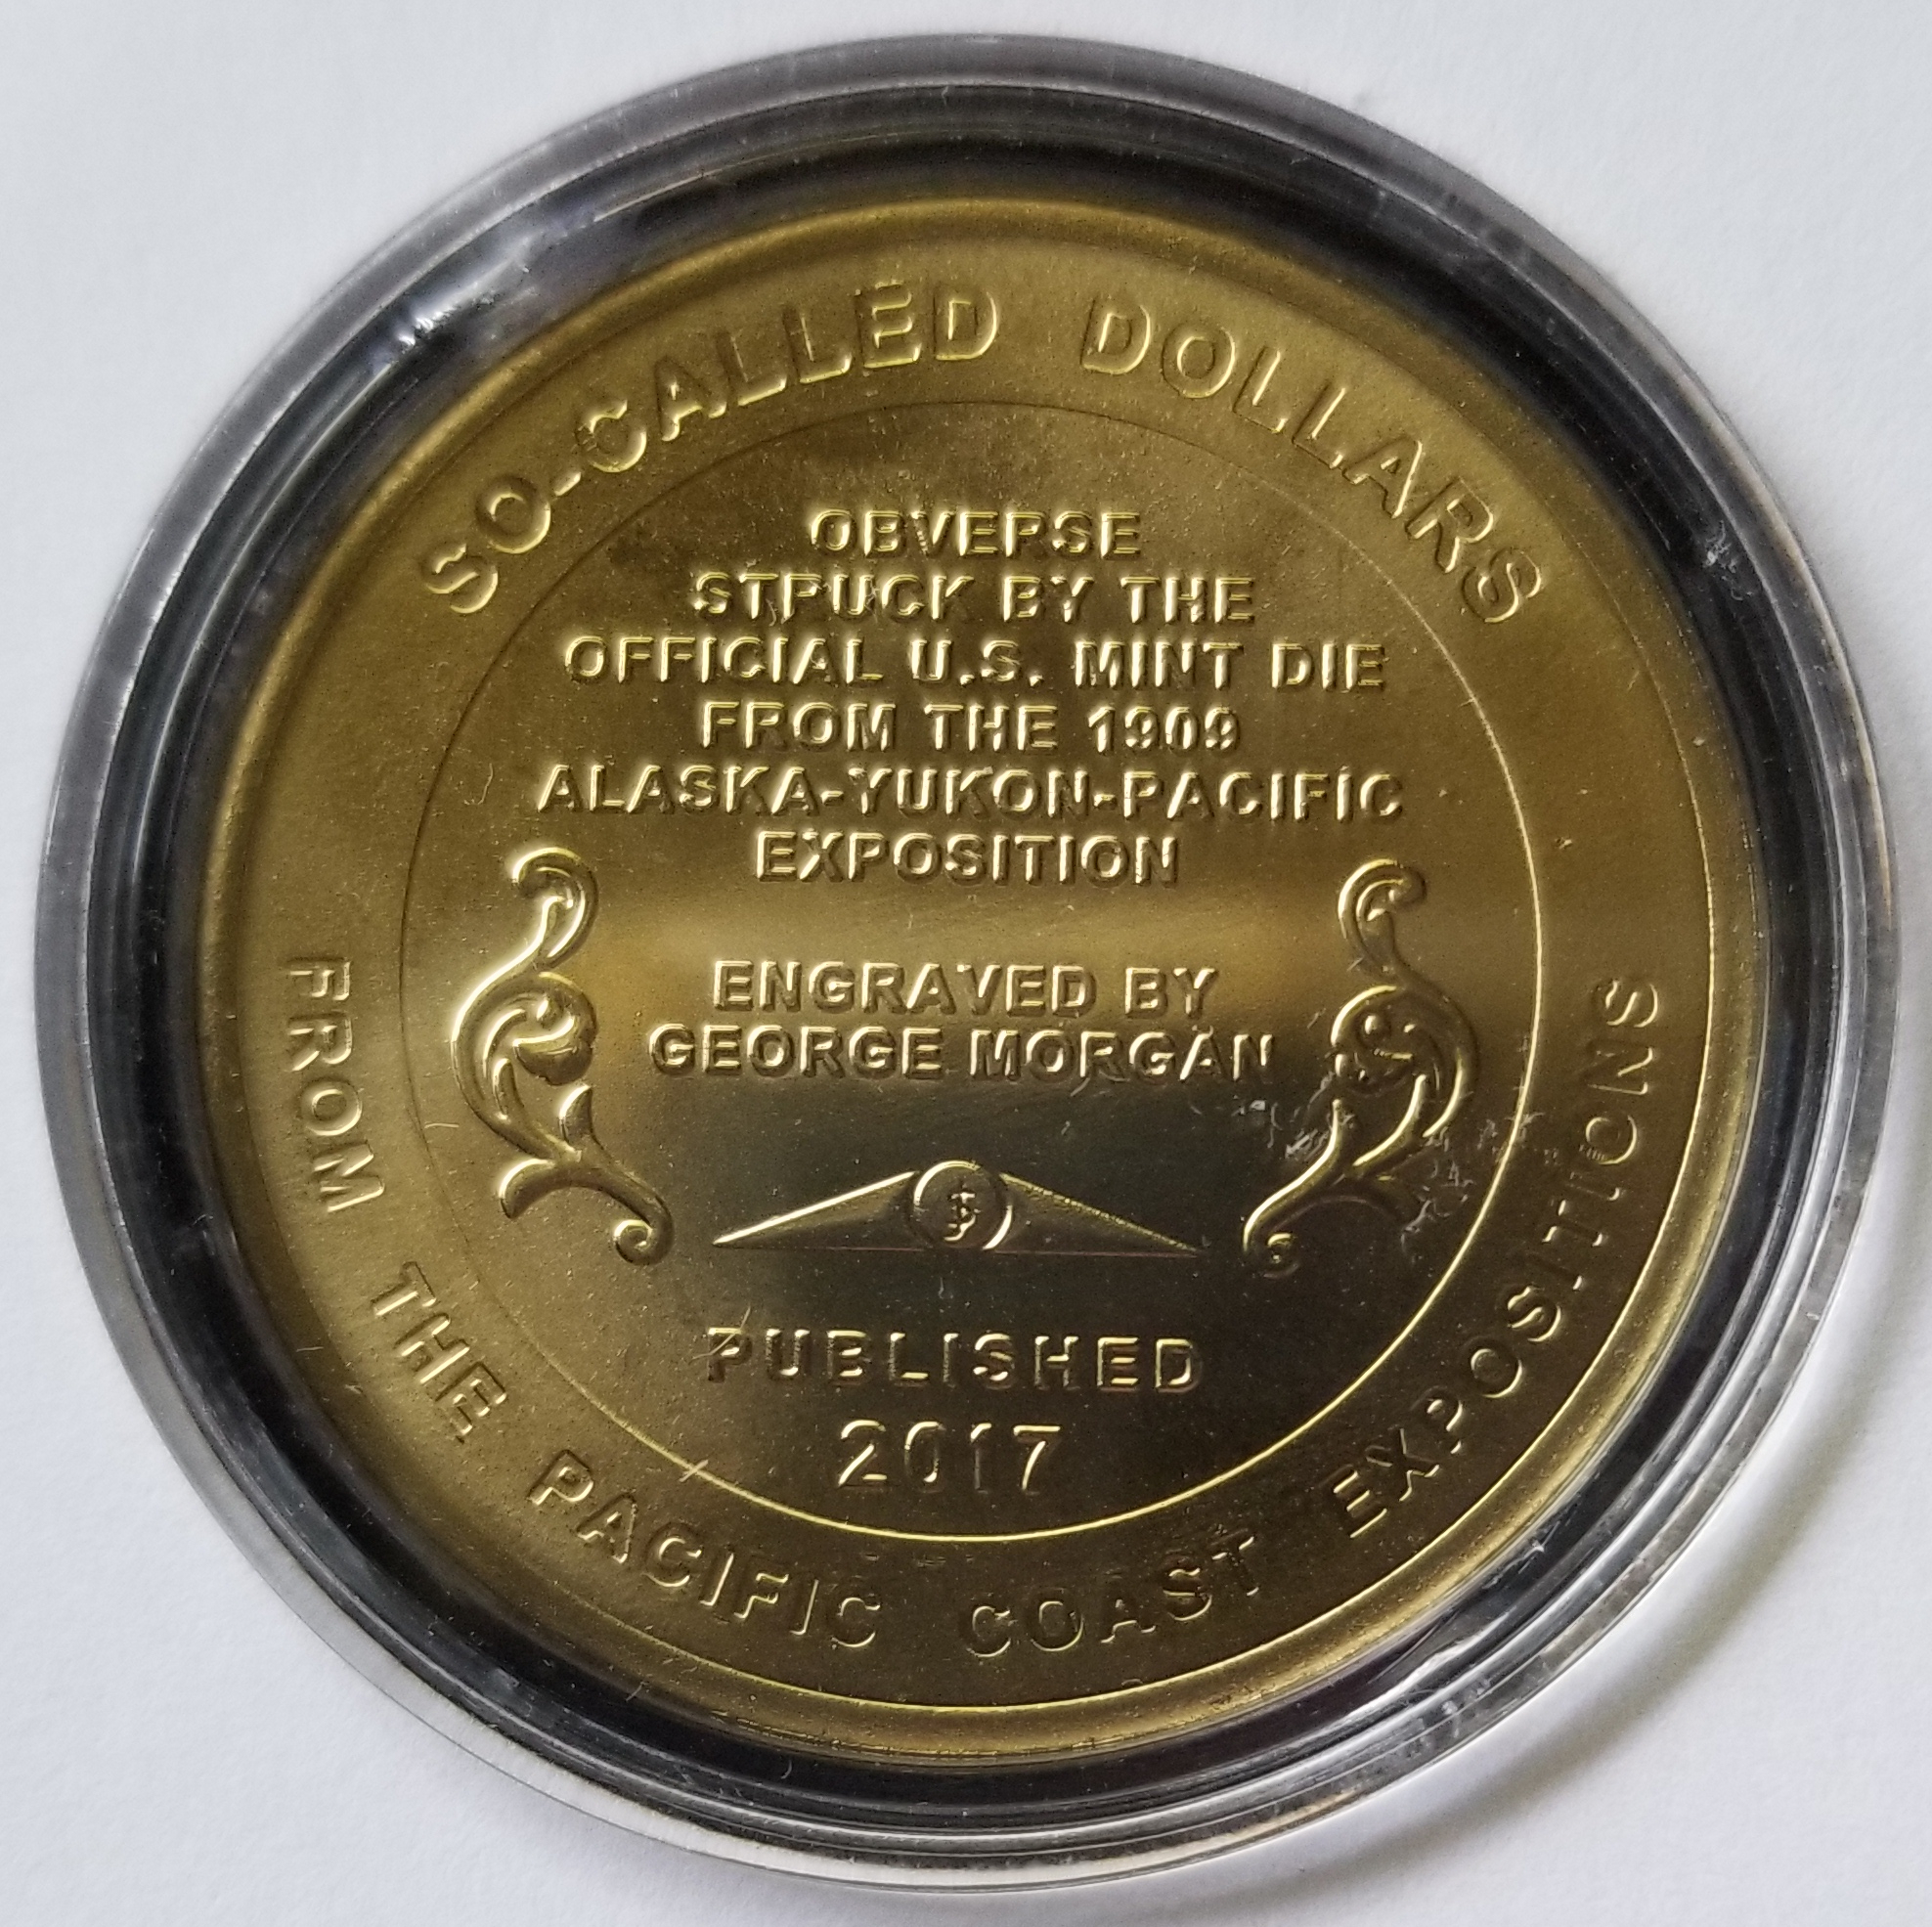 SO-CALLED DOLLARS
OBVERSE
STRUCK BY THE
OFFICIAL U.S. MINT DIE
FROM THE 1909
ALASKA-YUKON-PACIFIC
EXPOSITION
ENGRAVED BY
GEORGE MORGAN
$
PUBLISHED
2017
FROM THE PACIFIC COAST EXPOSITIONS